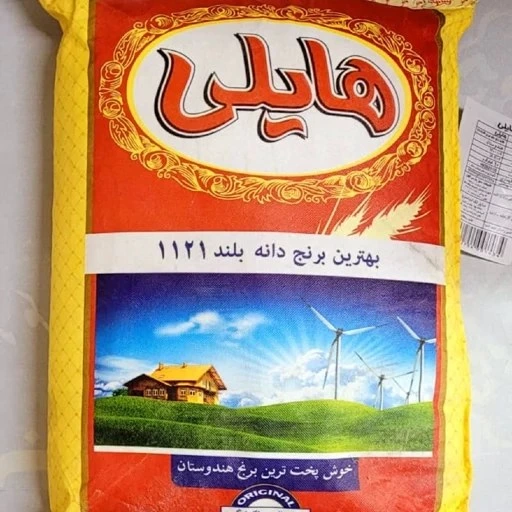 هایلی
بهترین برنج دانه بلند ۱۱۲۱
خوش پخت ترین برنج هندوستان
ORIGINAL